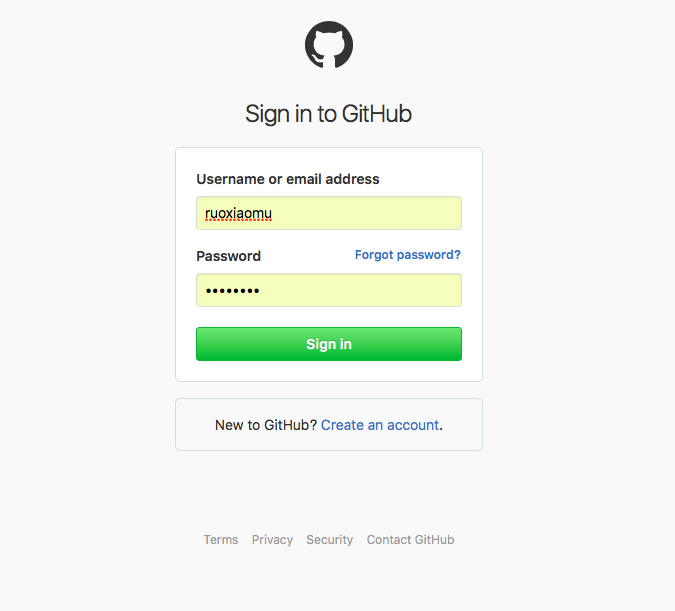 Sign in to GitHub
Username or email address
ruoxiaomu
Password Forgot password?
••••••••
Sign in
New to GitHub? Create an account.
Terms Privacy Security Contact GitHub